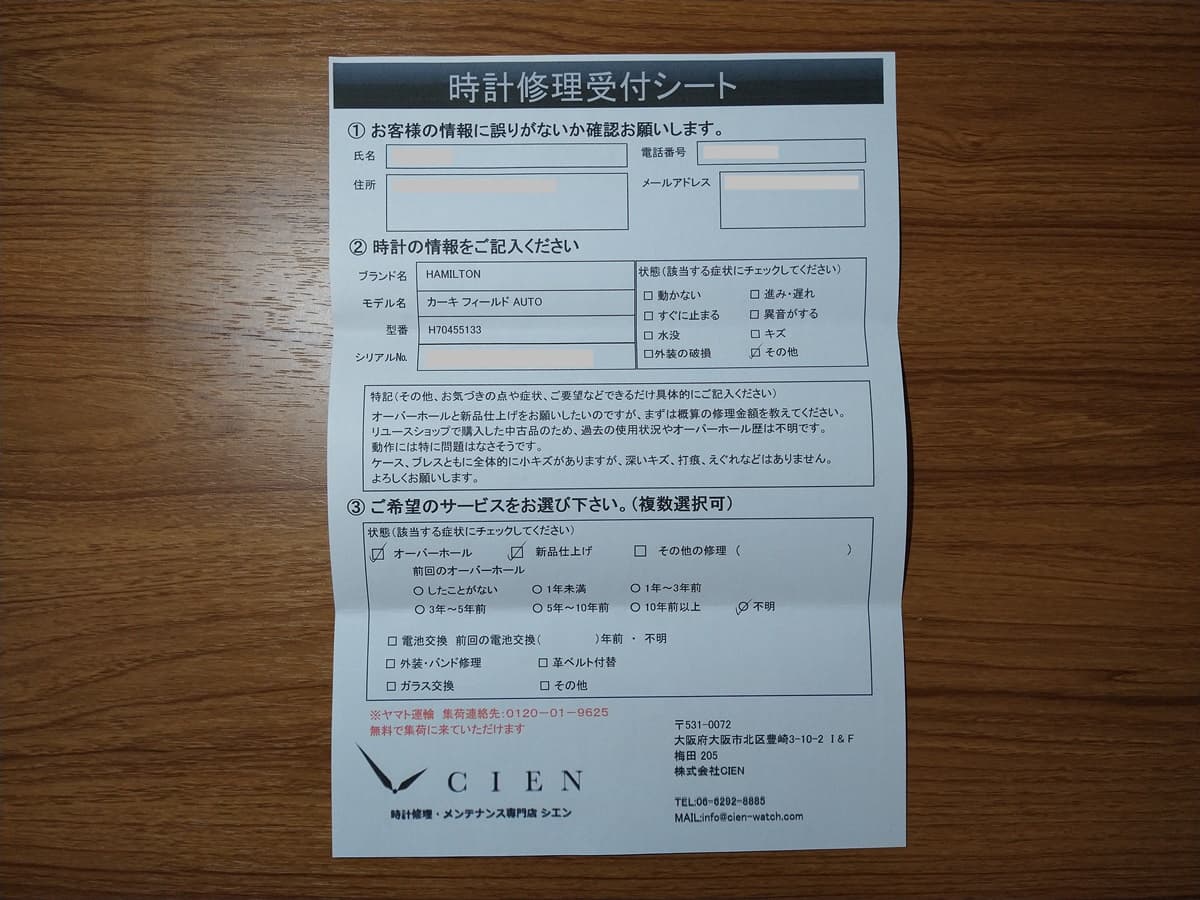 時計修理受付シート
① お客様の情報に誤りがないか確認お願いします。
氏名
電話番号
住所
メールアドレス
② 時計の情報をご記入ください
ブランド名 HAMILTON
モデル名 カーキ フィールド AUTO
型番 H70455133
シリアルNo.
状態(該当する症状にチェックしてください)
□ 動かない □ 進み・遅れ
□ すぐに止まる □ 異音がする
□ 水没 □ キズ
□外装の破損 ☑ その他
特記(その他、お気づきの点や症状、ご要望などできるだけ具体的にご記入ください)
オーバーホールと新品仕上げをお願いしたいのですが、まずは概算の修理金額を教えてください。
リユースショップで購入した中古品のため、過去の使用状況やオーバーホール歴は不明です。
動作には特に問題はなさそうです。
ケース、ブレスともに全体的に小キズがありますが、深いキズ、打痕、えぐれなどはありません。
よろしくお願いします。
③ ご希望のサービスをお選び下さい。(複数選択可)
状態(該当する症状にチェックしてください)
☑ オーバーホール ☑ 新品仕上げ □ その他の修理 ( )
前回のオーバーホール
○ したことがない ○ 1年未満 ○ 1年～3年前
○ 3年～5年前 ○ 5年～10年前 ○ 10年前以上 ☑ 不明
□ 電池交換 前回の電池交換( )年前 ・ 不明
□ 外装・バンド修理 □ 革ベルト付替
□ ガラス交換 □ その他
※ヤマト運輸 集荷連絡先：0120-01-9625
無料で集荷に来ていただけます
CIEN
時計修理・メンテナンス専門店 シエン
〒531-0072
大阪府大阪市北区豊崎3-10-2 I＆F
梅田 205
株式会社CIEN
TEL:06-6292-8885
MAIL:info@cien-watch.com